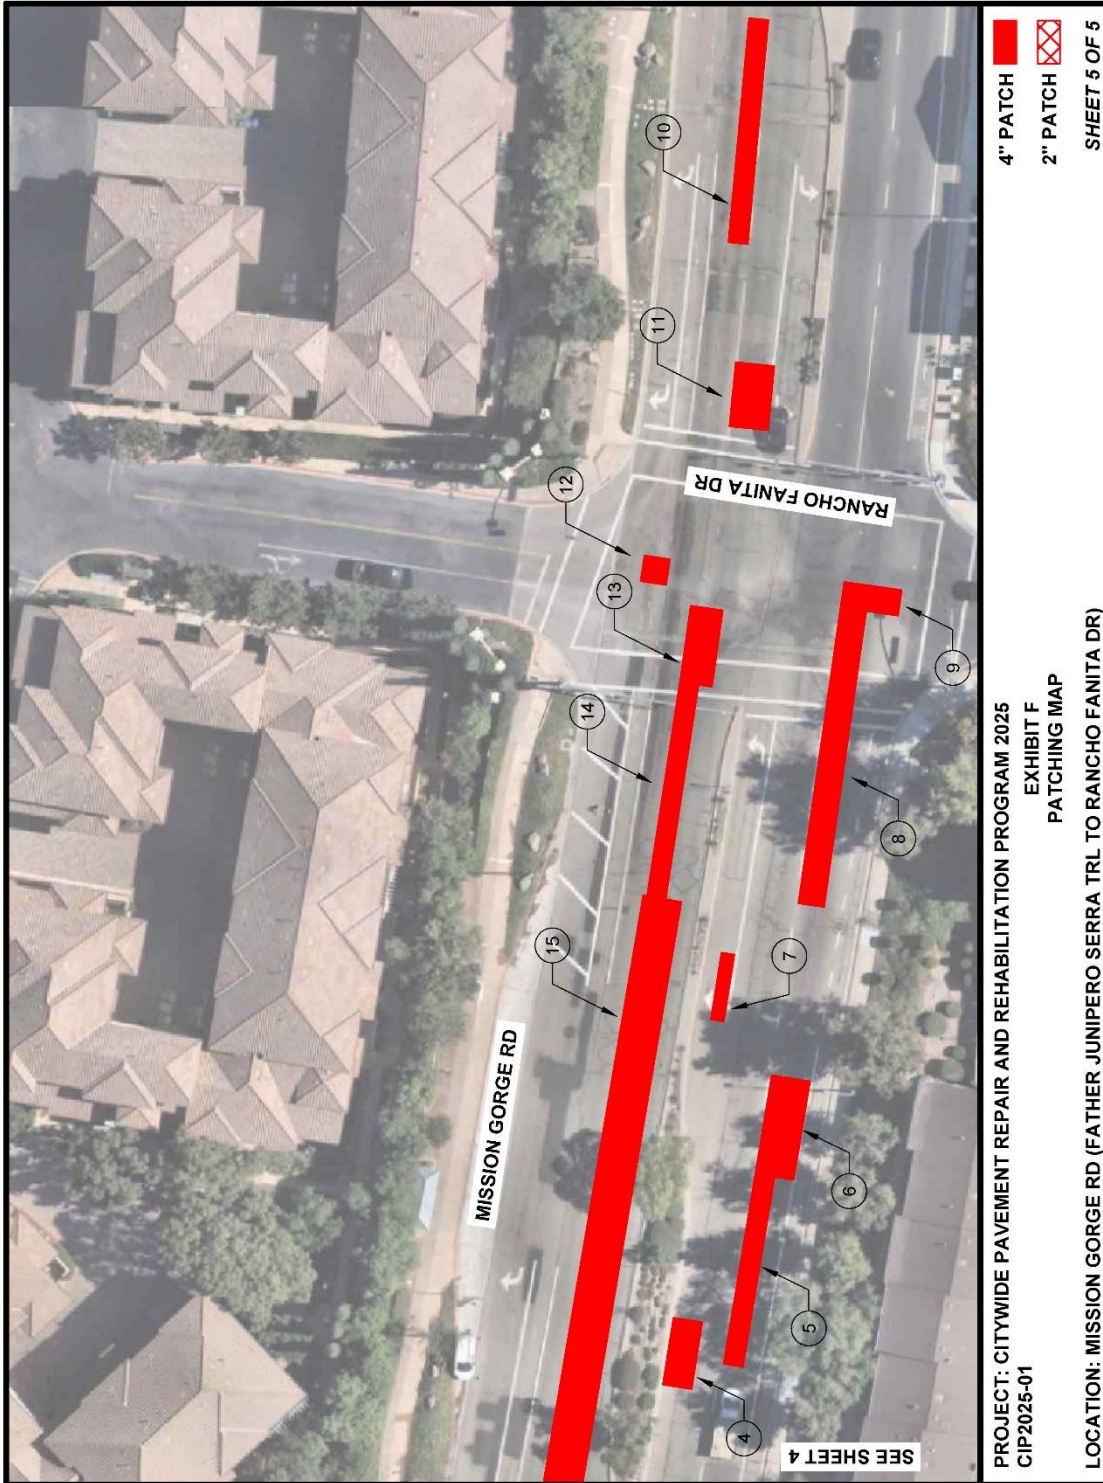 10
11
12
13
14
15
MISSION GORGE RD
RANCHO FANITA DR
4
5
6
7
8
9
SEE SHEET 4
PROJECT: CITYWIDE PAVEMENT REPAIR AND REHABILITATION PROGRAM 2025
CIP2025-01
EXHIBIT F
PATCHING MAP
LOCATION: MISSION GORGE RD (FATHER JUNIPERO SERRA TRL TO RANCHO FANITA DR)
4" PATCH
2" PATCH
SHEET 5 OF 5